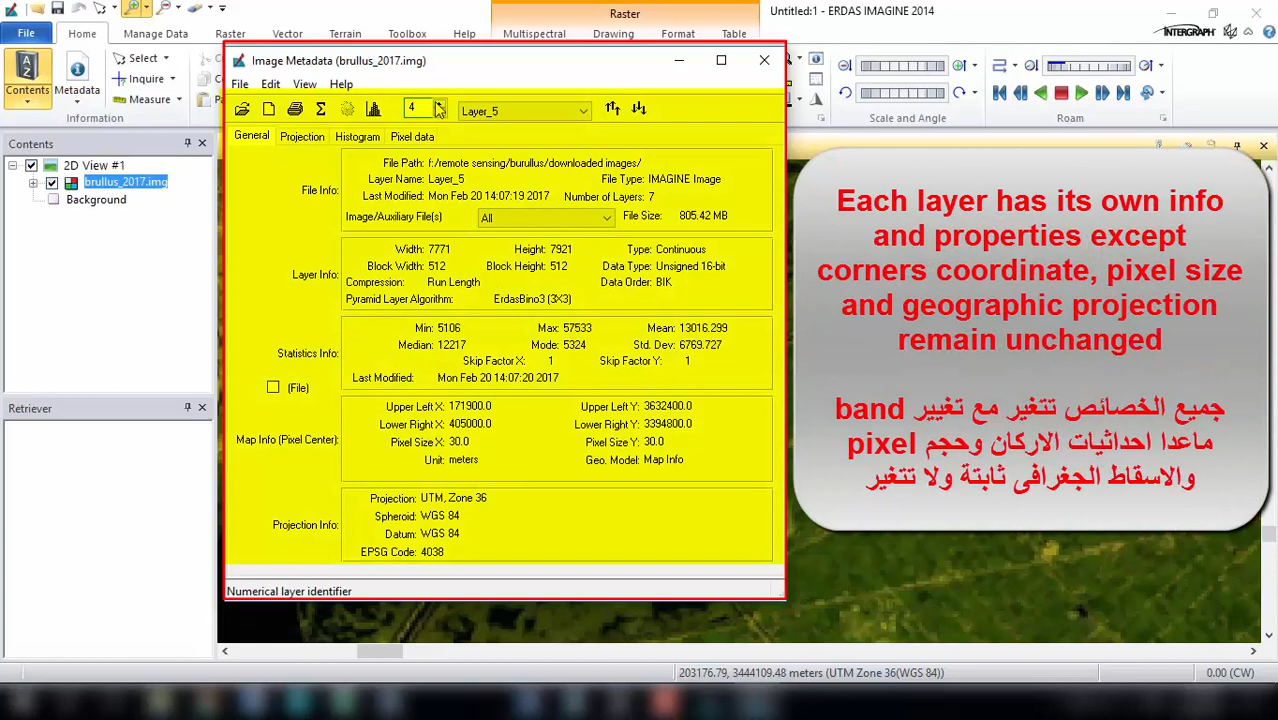 Raster
Untitled:1 - ERDAS IMAGINE 2014
File
Home
Manage Data
Raster
Vector
Terrain
Toolbox
Help
Multispectral
Drawing
Format
Table
INTERGRAPH
Contents
Metadata
Select
Inquire
Measure
Information
Scale and Angle
Roam
Contents
2D View #1
brullus_2017.img
Background
Retriever
Image Metadata (brullus_2017.img)
File Edit View Help
4 Layer_5
General Projection Histogram Pixel data
File Info:
File Path: f:/remote sensing/burullus/downloaded images/
Layer Name: Layer_5 File Type: IMAGINE Image
Last Modified: Mon Feb 20 14:07:19 2017 Number of Layers: 7
Image/Auxiliary File(s) All File Size: 805.42 MB
Layer Info:
Width: 7771 Height: 7921 Type: Continuous
Block Width: 512 Block Height: 512 Data Type: Unsigned 16-bit
Compression: Run Length Data Order: BIK
Pyramid Layer Algorithm: ErdasBino3 (3X3)
Statistics Info:
Min: 5106 Max: 57533 Mean: 13016.299
Median: 12217 Mode: 5324 Std. Dev: 6769.727
Skip Factor X: 1 Skip Factor Y: 1
Last Modified: Mon Feb 20 14:07:20 2017
(File)
Map Info (Pixel Center):
Upper Left X: 171900.0 Upper Left Y: 3632400.0
Lower Right X: 405000.0 Lower Right Y: 3394800.0
Pixel Size X: 30.0 Pixel Size Y: 30.0
Unit: meters Geo. Model: Map Info
Projection Info:
Projection: UTM, Zone 36
Spheroid: WGS 84
Datum: WGS 84
EPSG Code: 4038
Numerical layer identifier
Each layer has its own info
and properties except
corners coordinate, pixel size
and geographic projection
remain unchanged
جميع الخصائص تتغير مع تغيير band
ماعدا احداثيات الاركان وحجم pixel
والاسقاط الجغرافى ثابتة ولا تتغير
203176.79, 3444109.48 meters (UTM Zone 36(WGS 84))
0.00 (CW)